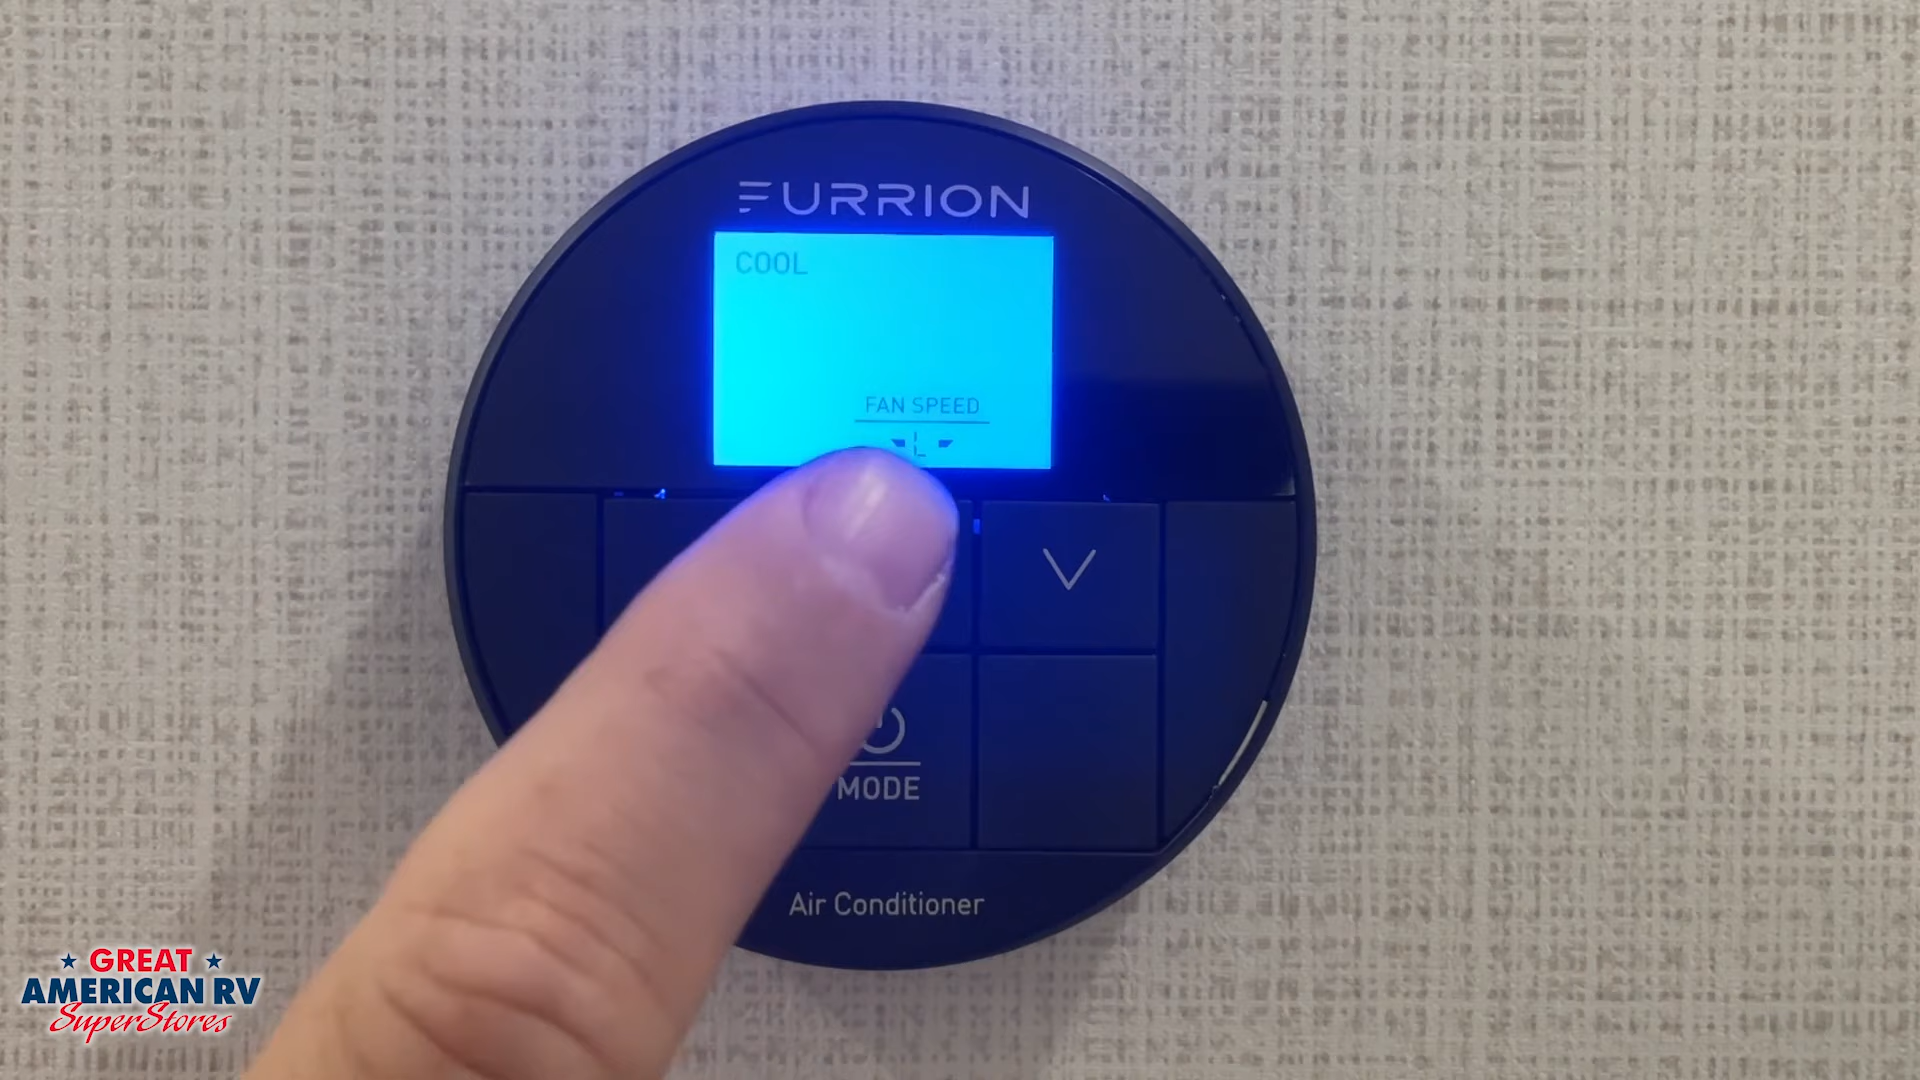 FURRION
COOL
FAN SPEED
MODE
Air Conditioner
GREAT
AMERICAN RV
SuperStores